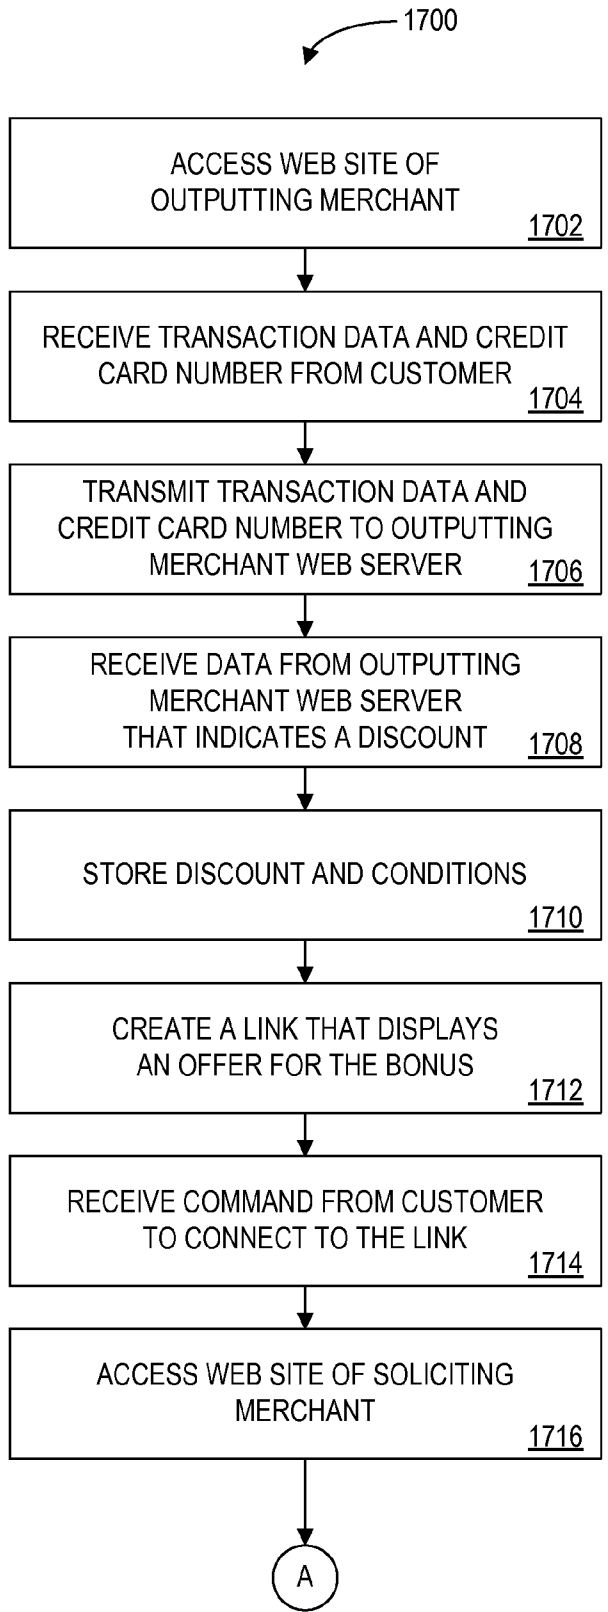 1700
ACCESS WEB SITE OF
OUTPUTTING MERCHANT
1702
RECEIVE TRANSACTION DATA AND CREDIT
CARD NUMBER FROM CUSTOMER
1704
TRANSMIT TRANSACTION DATA AND
CREDIT CARD NUMBER TO OUTPUTTING
MERCHANT WEB SERVER
1706
RECEIVE DATA FROM OUTPUTTING
MERCHANT WEB SERVER
THAT INDICATES A DISCOUNT
1708
STORE DISCOUNT AND CONDITIONS
1710
CREATE A LINK THAT DISPLAYS
AN OFFER FOR THE BONUS
1712
RECEIVE COMMAND FROM CUSTOMER
TO CONNECT TO THE LINK
1714
ACCESS WEB SITE OF SOLICITING
MERCHANT
1716
A